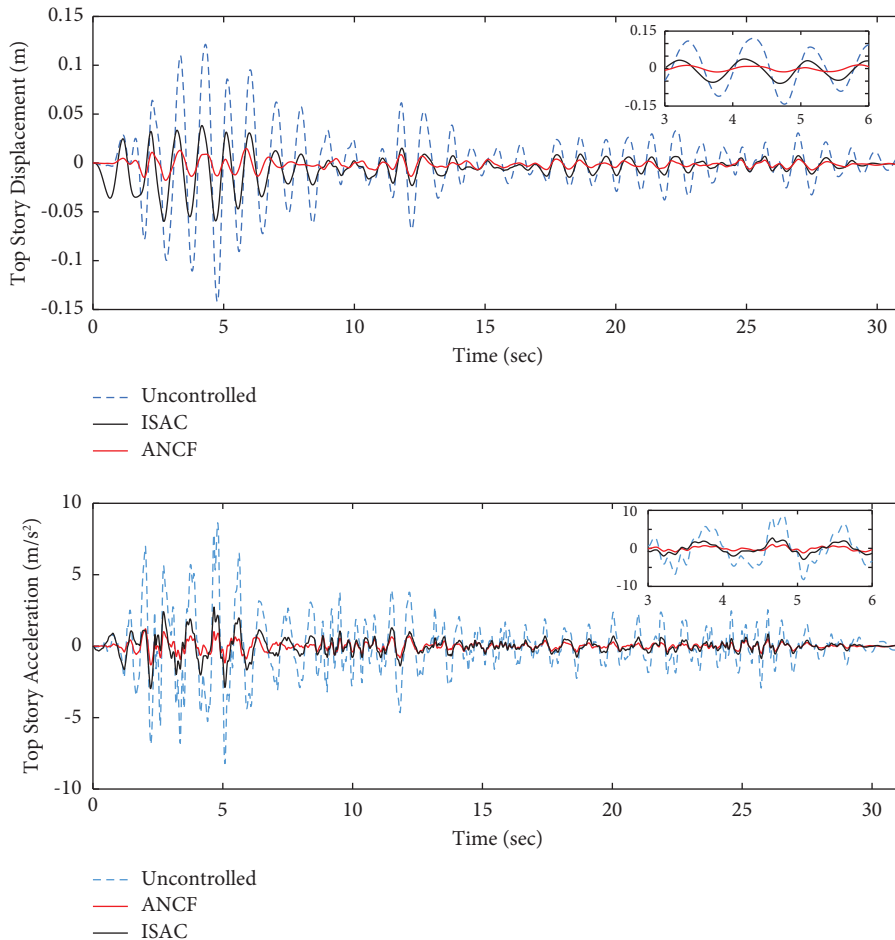 Top Story Displacement (m)
0.15
0.1
0.05
0
-0.05
-0.1
-0.15
0 5 10 15 20 25 30
Time (sec)
0.15
0
-0.15
3 4 5 6
Uncontrolled
ISAC
ANCF
Top Story Acceleration (m/s²)
10
5
0
-5
-10
0 5 10 15 20 25 30
Time (sec)
10
0
-10
3 4 5 6
Uncontrolled
ANCF
ISAC